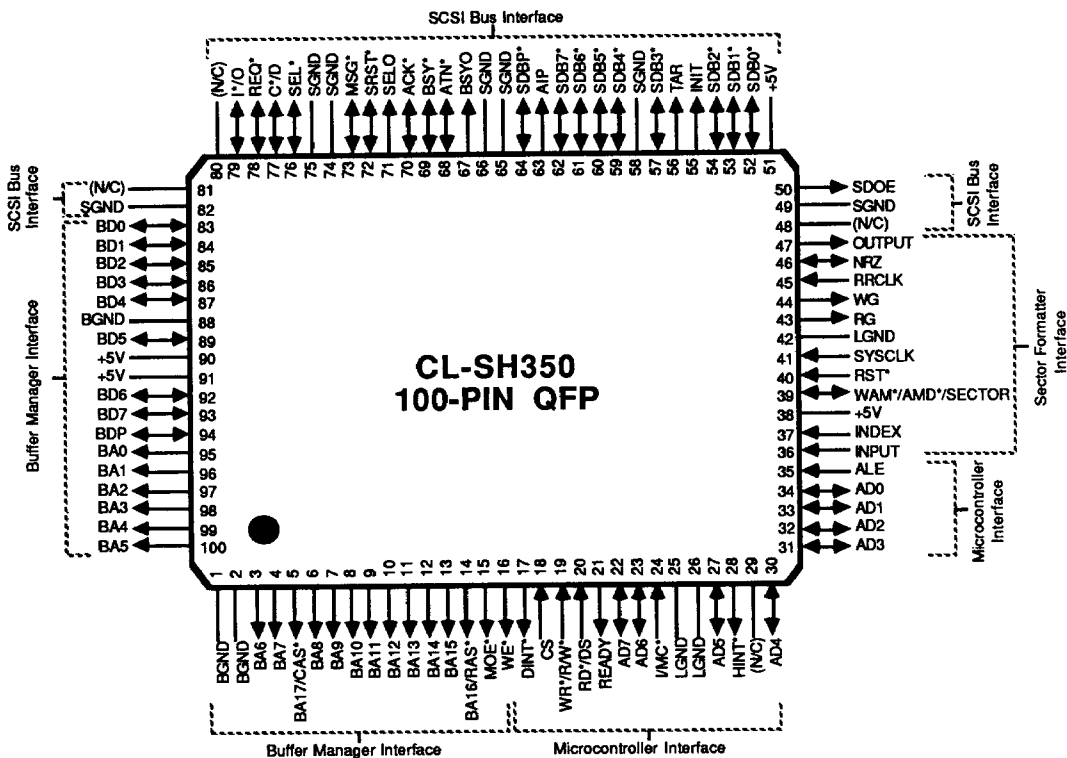 SCSI Bus Interface
(N/C) I*/O REQ* C*/D SEL* SGND SGND MSG* SRST* SELO ACK* BSY* ATN* BSYO SGND SGND SDBP* AIP SDB7* SDB6* SDB5* SDB4* SGND SDB3* TAR INIT SDB2* SDB1* SDB0* +5V
80 79 78 77 76 75 74 73 72 71 70 69 68 67 66 65 64 63 62 61 60 59 58 57 56 55 54 53 52 51
SCSI Bus Interface
(N/C) 81
SGND 82
Buffer Manager Interface
BD0 83
BD1 84
BD2 85
BD3 86
BD4 87
BGND 88
BD5 89
+5V 90
+5V 91
BD6 92
BD7 93
BDP 94
BA0 95
BA1 96
BA2 97
BA3 98
BA4 99
BA5 100
CL-SH350
100-PIN QFP
50 SDOE
49 SGND
48 (N/C)
SCSI Bus Interface
47 OUTPUT
46 NRZ
45 RRCLK
44 WG
43 RG
42 LGND
41 SYSCLK
40 RST*
39 WAM*/AMD*/SECTOR
38 +5V
37 INDEX
36 INPUT
Sector Formatter Interface
35 ALE
34 AD0
33 AD1
32 AD2
31 AD3
Microcontroller Interface
1 2 3 4 5 6 7 8 9 10 11 12 13 14 15 16 17 18 19 20 21 22 23 24 25 26 27 28 29 30
BGND BGND BA6 BA7 BA17/CAS* BA8 BA9 BA10 BA11 BA12 BA13 BA14 BA15 BA16/RAS* MOE* WE* DINT* CS WR*/R/W* RD*/DS READY AD7 AD6 I/MC* LGND LGND AD5 HINT* (N/C) AD4
Buffer Manager Interface
Microcontroller Interface